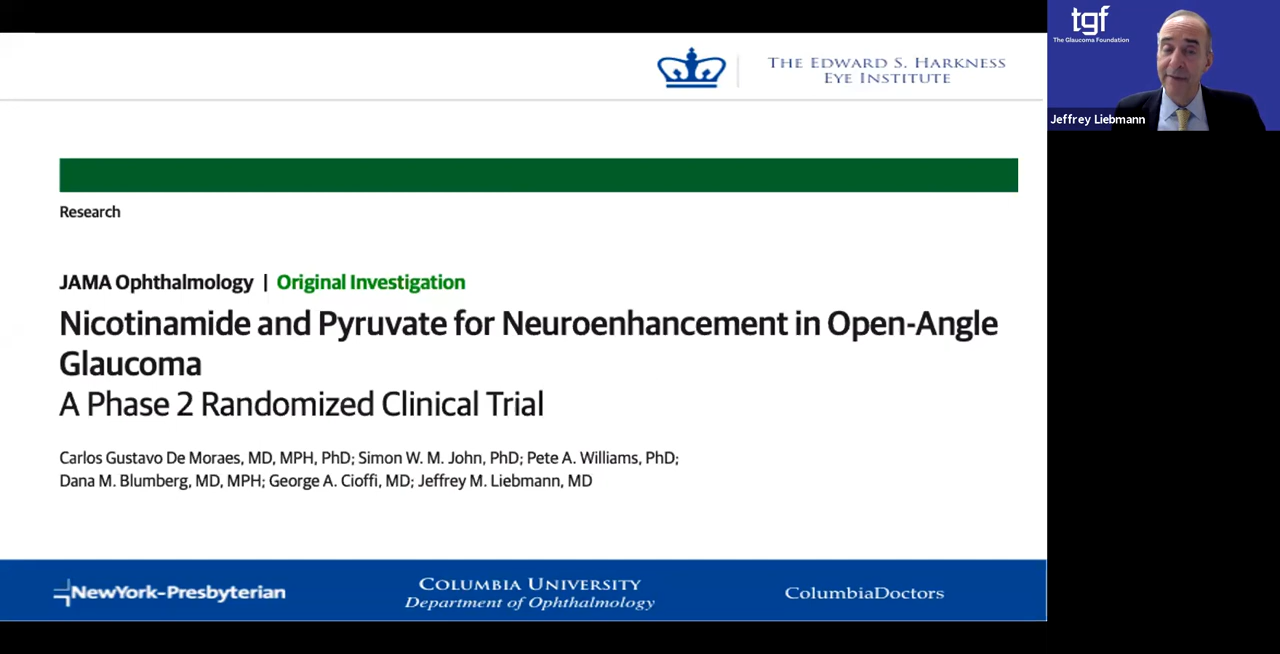 THE EDWARD S. HARKNESS
EYE INSTITUTE
Research
JAMA Ophthalmology | Original Investigation
Nicotinamide and Pyruvate for Neuroenhancement in Open-Angle
Glaucoma
A Phase 2 Randomized Clinical Trial
Carlos Gustavo De Moraes, MD, MPH, PhD; Simon W. M. John, PhD; Pete A. Williams, PhD;
Dana M. Blumberg, MD, MPH; George A. Cioffi, MD; Jeffrey M. Liebmann, MD
NewYork-Presbyterian
COLUMBIA UNIVERSITY
Department of Ophthalmology
ColumbiaDoctors
tgf
The Glaucoma Foundation
Jeffrey Liebmann